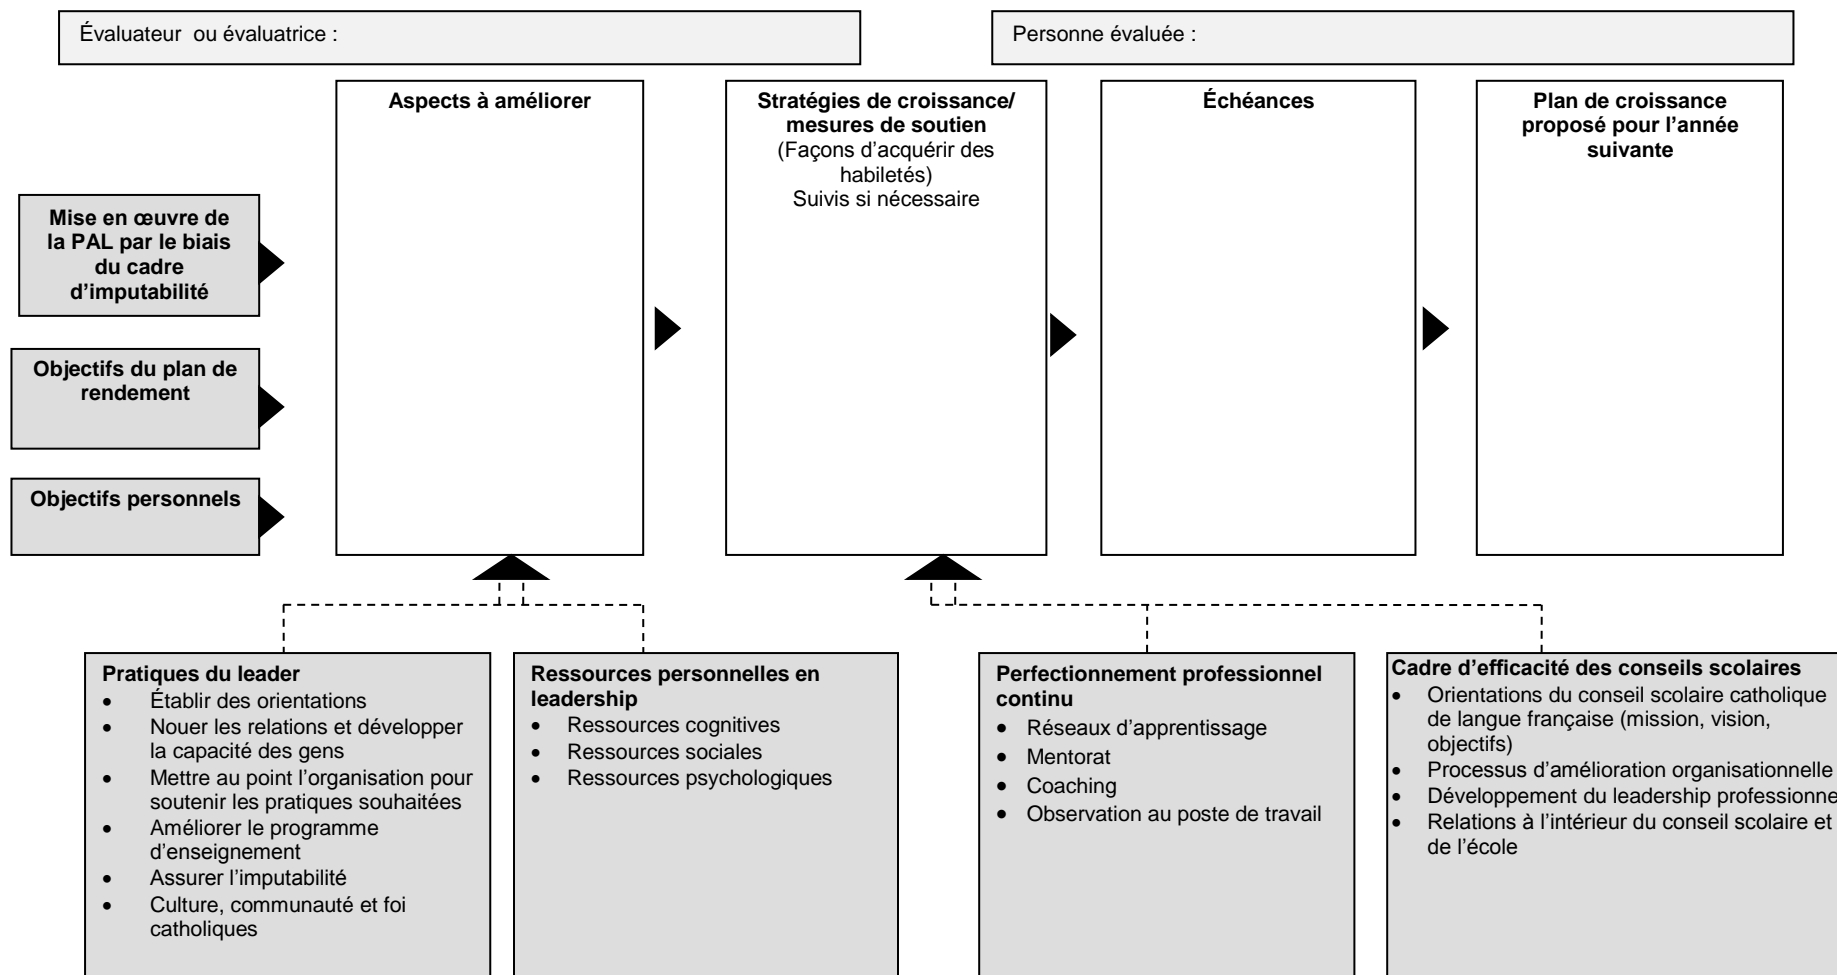 Évaluateur ou évaluatrice :
Personne évaluée :
Aspects à améliorer
Stratégies de croissance/
mesures de soutien
(Façons d'acquérir des
habiletés)
Suivis si nécessaire
Échéances
Plan de croissance
proposé pour l'année
suivante
Mise en œuvre de
la PAL par le biais
du cadre
d'imputabilité
Objectifs du plan de
rendement
Objectifs personnels
Pratiques du leader
• Établir des orientations
• Nouer les relations et développer
la capacité des gens
• Mettre au point l'organisation pour
soutenir les pratiques souhaitées
• Améliorer le programme
d'enseignement
• Assurer l'imputabilité
• Culture, communauté et foi
catholiques
Ressources personnelles en
leadership
• Ressources cognitives
• Ressources sociales
• Ressources psychologiques
Perfectionnement professionnel
continu
• Réseaux d'apprentissage
• Mentorat
• Coaching
• Observation au poste de travail
Cadre d'efficacité des conseils scolaires
• Orientations du conseil scolaire catholique
de langue française (mission, vision,
objectifs)
• Processus d'amélioration organisationnelle
• Développement du leadership professionne
• Relations à l'intérieur du conseil scolaire et
de l'école